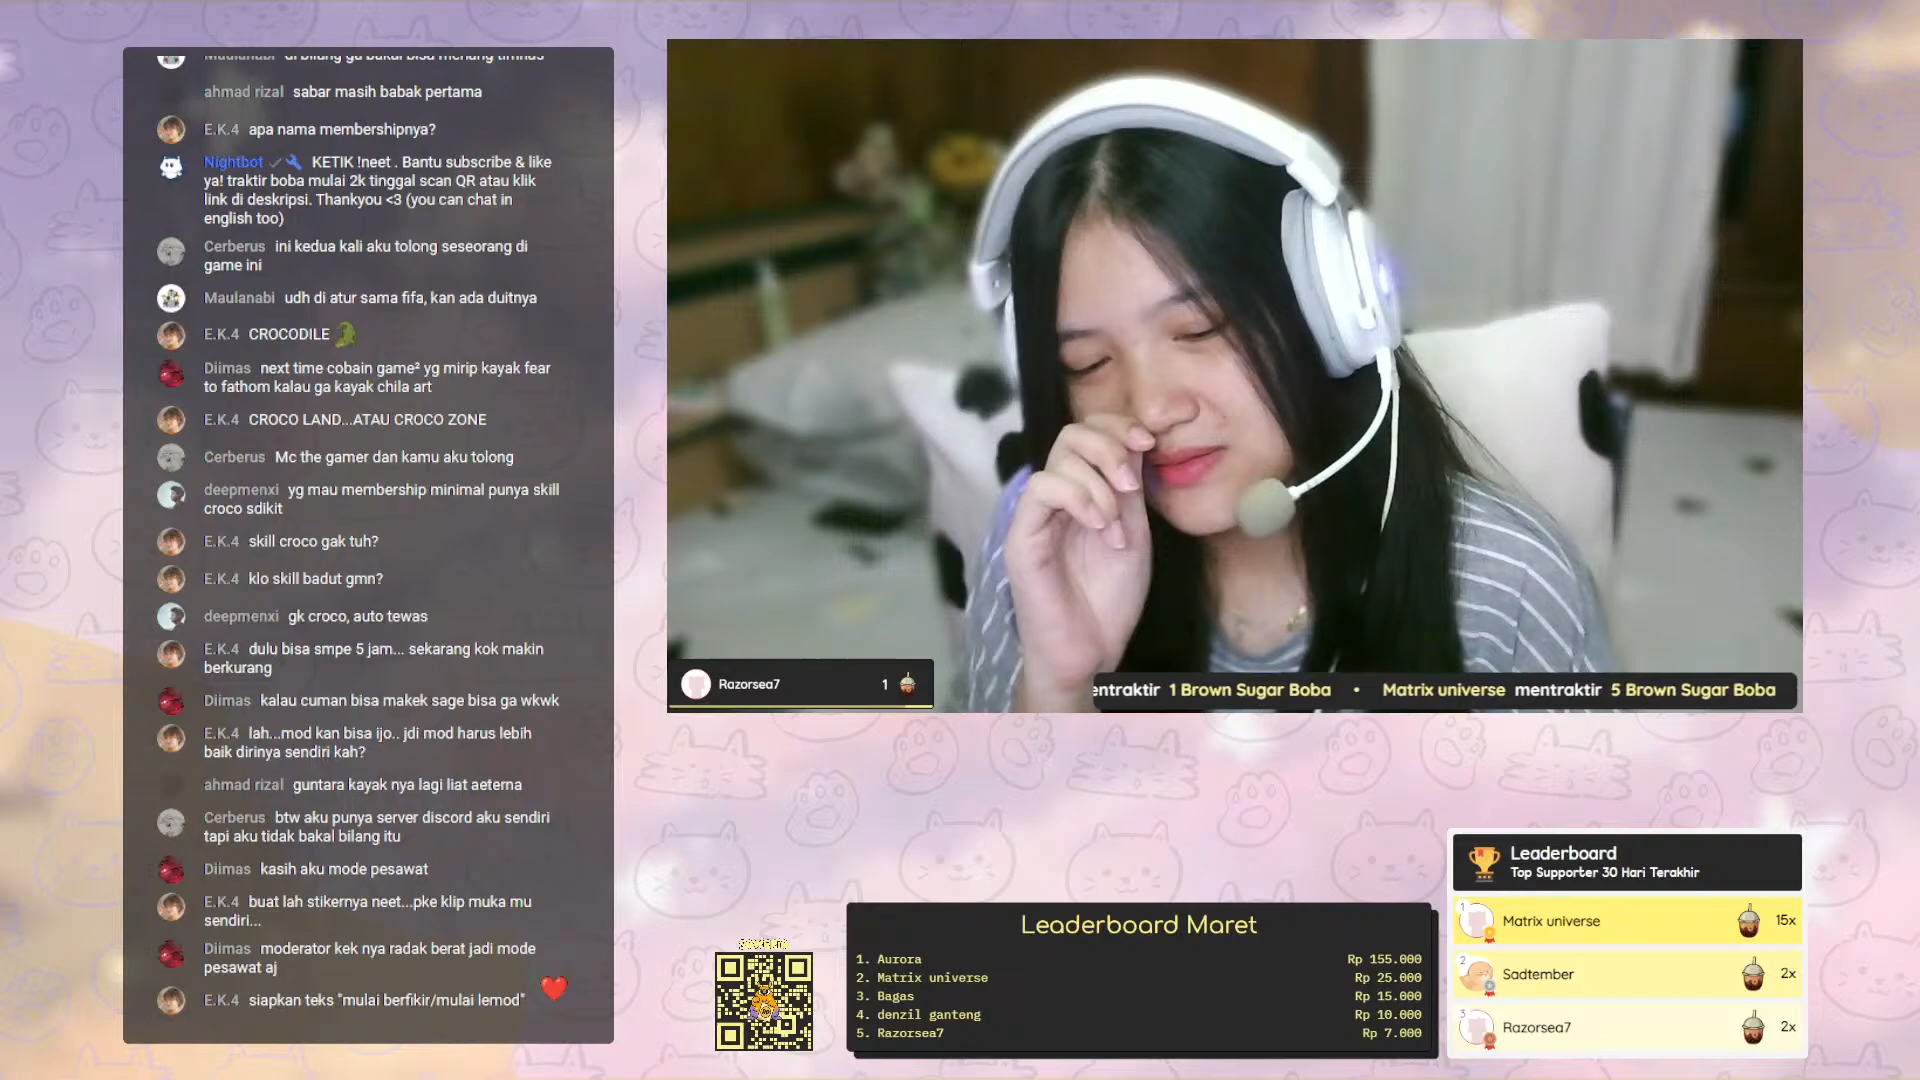 Maulanabi di bilang ga bakal bisa menang timnas
ahmad rizal sabar masih babak pertama
E.K.4 apa nama membershipnya?
Nightbot KETIK !neet . Bantu subscribe & like
ya! traktir boba mulai 2k tinggal scan QR atau klik
link di deskripsi. Thankyou <3 (you can chat in
english too)
Cerberus ini kedua kali aku tolong seseorang di
game ini
Maulanabi udh di atur sama fifa, kan ada duitnya
E.K.4 CROCODILE 🐊
Diimas next time cobain game² yg mirip kayak fear
to fathom kalau ga kayak chila art
E.K.4 CROCO LAND...ATAU CROCO ZONE
Cerberus Mc the gamer dan kamu aku tolong
deepmenxi yg mau membership minimal punya skill
croco sdikit
E.K.4 skill croco gak tuh?
E.K.4 klo skill badut gmn?
deepmenxi gk croco, auto tewas
E.K.4 dulu bisa smpe 5 jam... sekarang kok makin
berkurang
Diimas kalau cuman bisa makek sage bisa ga wkwk
E.K.4 lah...mod kan bisa ijo.. jdi mod harus lebih
baik dirinya sendiri kah?
ahmad rizal guntara kayak nya lagi liat aeterna
Cerberus btw aku punya server discord aku sendiri
tapi aku tidak bakal bilang itu
Diimas kasih aku mode pesawat
E.K.4 buat lah stikernya neet...pke klip muka mu
sendiri...
Diimas moderator kek nya radak berat jadi mode
pesawat aj
E.K.4 siapkan teks "mulai berfikir/mulai lemod"
Razorsea7 1
entraktir 1 Brown Sugar Boba • Matrix universe mentraktir 5 Brown Sugar Boba
Leaderboard Maret
1. Aurora Rp 155.000
2. Matrix universe Rp 25.000
3. Bagas Rp 15.000
4. denzil ganteng Rp 10.000
5. Razorsea7 Rp 7.000
Leaderboard
Top Supporter 30 Hari Terakhir
1 Matrix universe 15x
2 Sadtember 2x
3 Razorsea7 2x